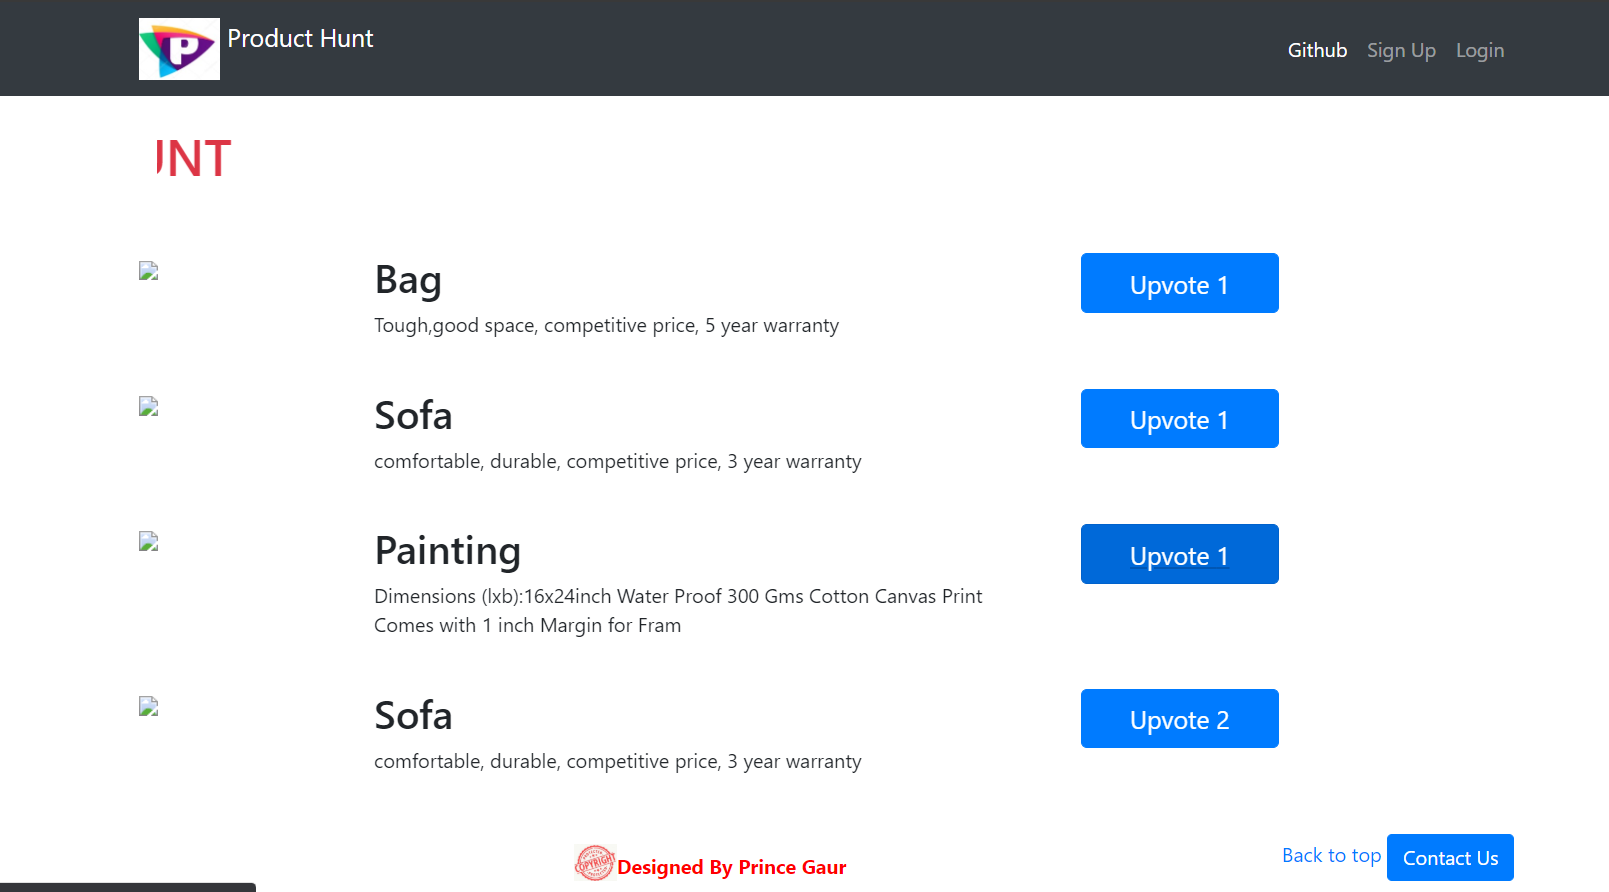 P
Product Hunt
Github Sign Up Login
UNT
Bag
Upvote 1
Tough,good space, competitive price, 5 year warranty
Sofa
Upvote 1
comfortable, durable, competitive price, 3 year warranty
Painting
Upvote 1
Dimensions (lxb):16x24inch Water Proof 300 Gms Cotton Canvas Print
Comes with 1 inch Margin for Fram
Sofa
Upvote 2
comfortable, durable, competitive price, 3 year warranty
COPYRIGHT
Designed By Prince Gaur
Back to top
Contact Us